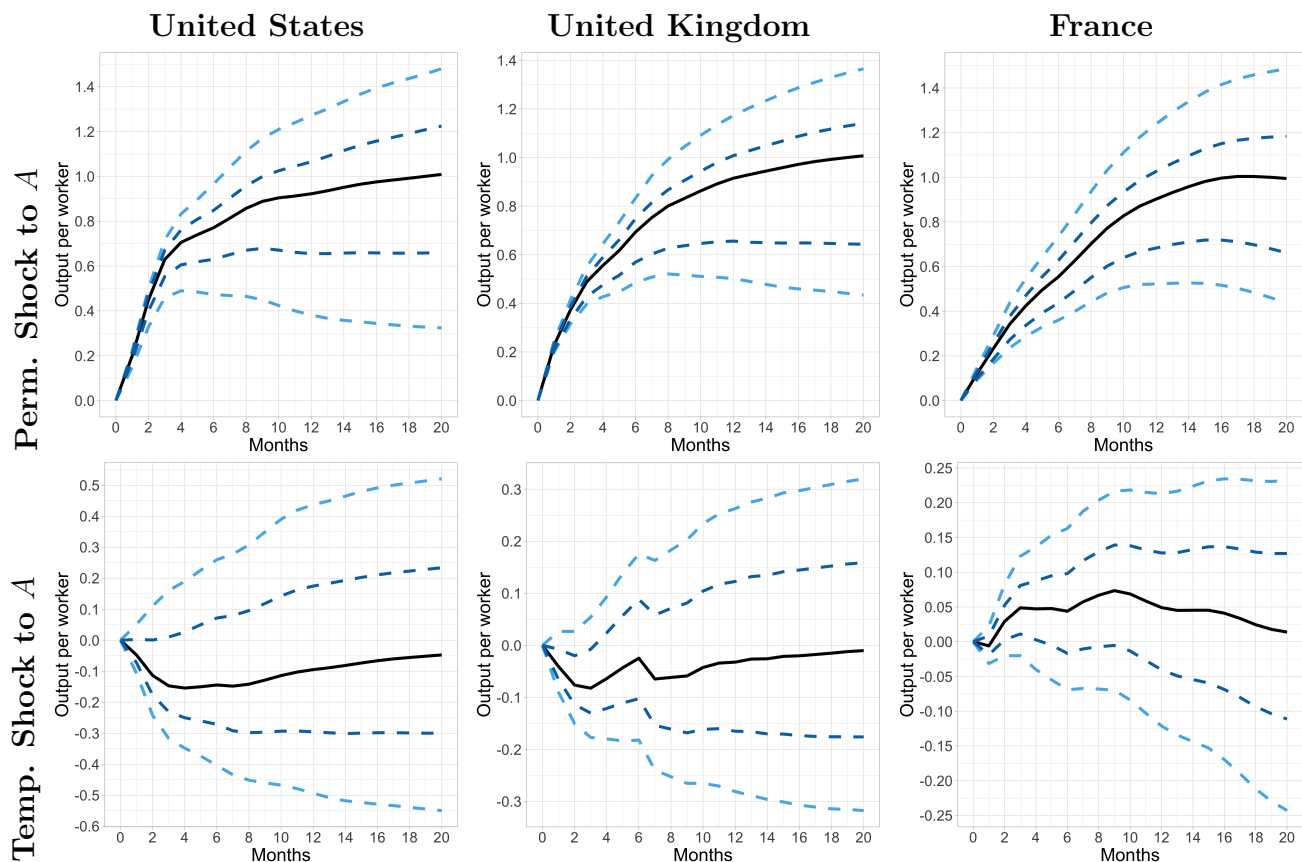 United States
United Kingdom
France
Perm. Shock to A
Output per worker
1.4
1.2
1.0
0.8
0.6
0.4
0.2
0.0
0 2 4 6 8 10 12 14 16 18 20
Months
Output per worker
1.4
1.2
1.0
0.8
0.6
0.4
0.2
0.0
0 2 4 6 8 10 12 14 16 18 20
Months
Output per worker
1.4
1.2
1.0
0.8
0.6
0.4
0.2
0.0
0 2 4 6 8 10 12 14 16 18 20
Months
Temp. Shock to A
Output per worker
0.5
0.4
0.3
0.2
0.1
0.0
-0.1
-0.2
-0.3
-0.4
-0.5
-0.6
0 2 4 6 8 10 12 14 16 18 20
Months
Output per worker
0.3
0.2
0.1
0.0
-0.1
-0.2
-0.3
0 2 4 6 8 10 12 14 16 18 20
Months
Output per worker
0.25
0.20
0.15
0.10
0.05
0.00
-0.05
-0.10
-0.15
-0.20
-0.25
0 2 4 6 8 10 12 14 16 18 20
Months